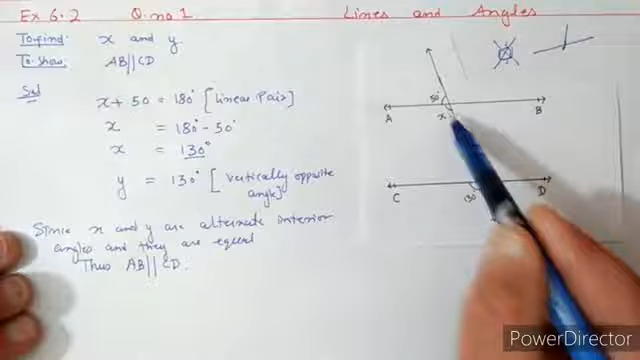 Ex 6.2 Q.no 1 Lines and Angles
To find: x and y
To show: AB||CD
Sol
x + 50 = 180° [Linear Pair]
x = 180° - 50°
x = 130°
y = 130° [Vertically opposite
angle]
Since x and y are alternate interior
angles and they are equal
Thus AB||CD.
50°
A B
x
C D
130°
PowerDirector